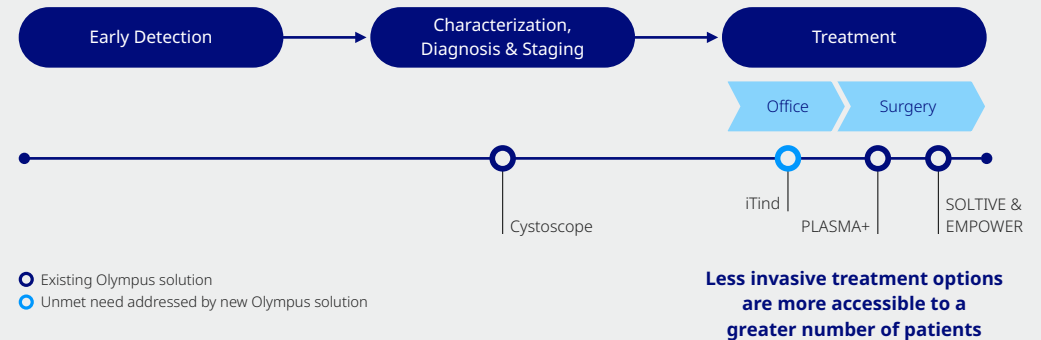 Early Detection
Characterization,
Diagnosis & Staging
Treatment
Office
Surgery
Cystoscope
iTind
PLASMA+
SOLTIVE &
EMPOWER
Existing Olympus solution
Unmet need addressed by new Olympus solution
Less invasive treatment options
are more accessible to a
greater number of patients